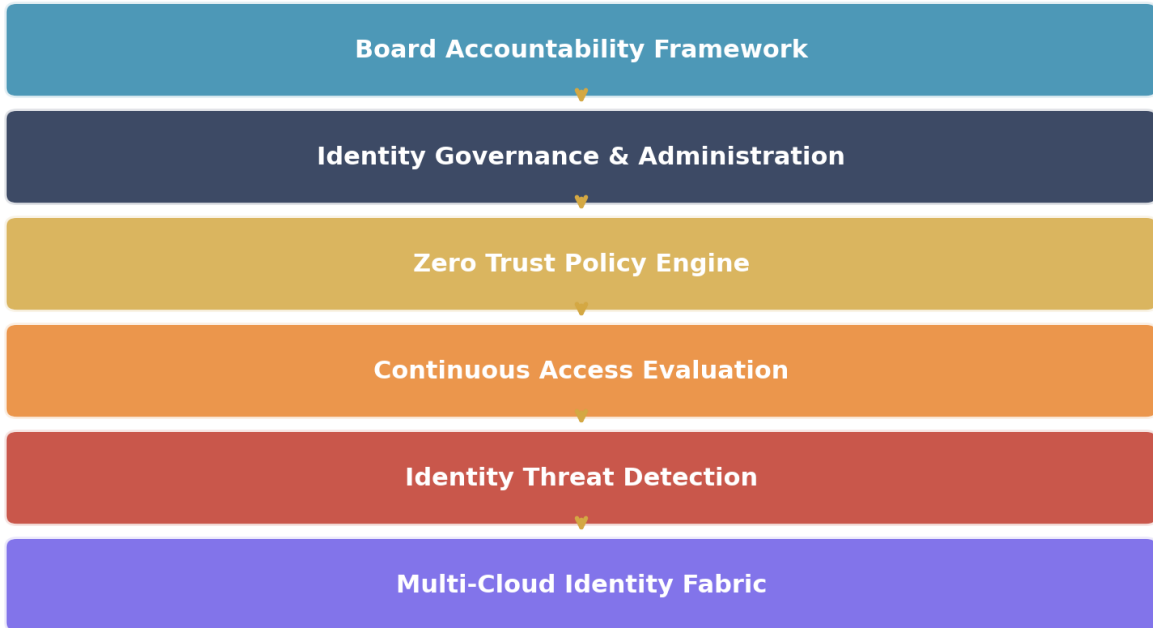 Board Accountability Framework
Identity Governance & Administration
Zero Trust Policy Engine
Continuous Access Evaluation
Identity Threat Detection
Multi-Cloud Identity Fabric